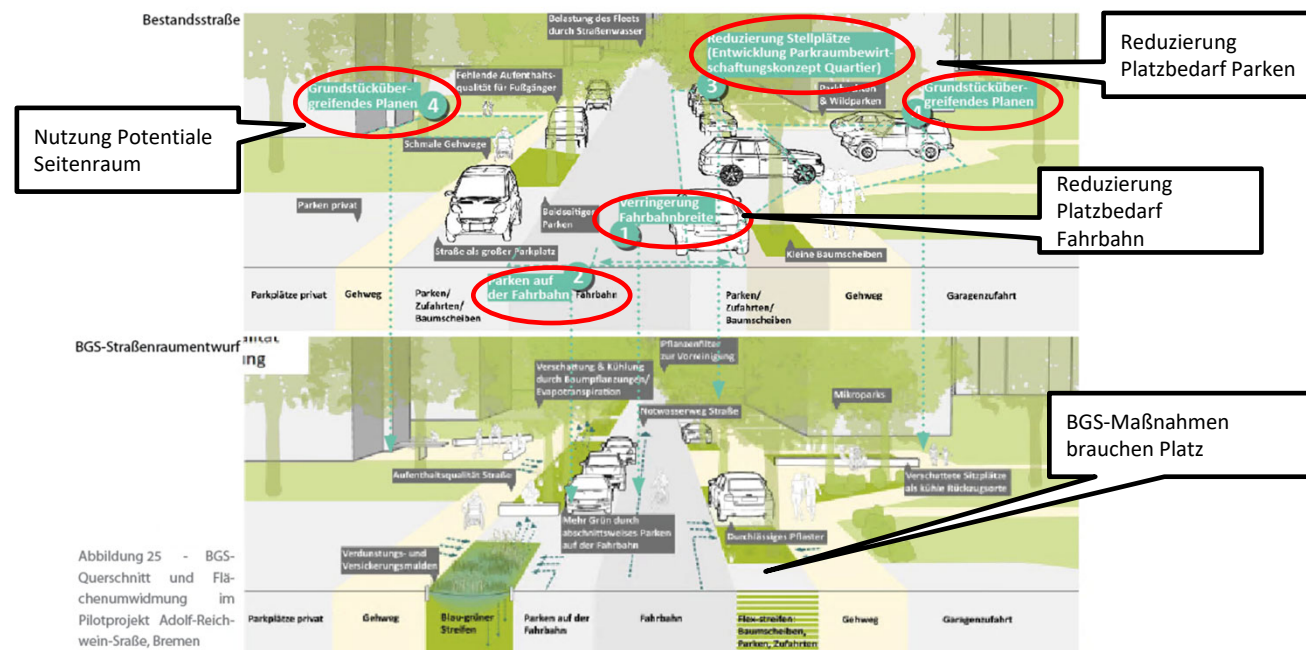 Bestandsstraße
Belastung des Fleets
durch Straßenwasser
Reduzierung Stellplätze
(Entwicklung Parkraumbewirt-
schaftungskonzept Quartier)
3
Reduzierung
Platzbedarf Parken
Grundstücküber-
greifendes Planen
4
Fehlende Aufenthalts-
qualität für Fußgänger
& Wildparken
Grundstücküber-
greifendes Planen
4
Nutzung Potentiale
Seitenraum
Schmale Gehwege
Parken privat
Beidseitiges
Parken
Verringerung
Fahrbahnbreite
1
Reduzierung
Platzbedarf
Fahrbahn
Straße als großer Parkplatz
Kleine Baumscheiben
Parken auf
der Fahrbahn
2
Parkplätze privat
Gehweg
Parken/
Zufahrten/
Baumscheiben
Fahrbahn
Parken/
Zufahrten/
Baumscheiben
Gehweg
Garagenzufahrt
BGS-Straßenraumentwurf
ung
Pflanzenfilter
zur Vorreinigung
Verschattung & Kühlung
durch Baumpflanzungen/
Evapotranspiration
Notwasserweg Straße
Mikroparks
BGS-Maßnahmen
brauchen Platz
Aufenthaltsqualität Straße
Verschattete Sitzplätze
als kühle Rückzugsorte
Mehr Grün durch
abschnittsweises Parken
auf der Fahrbahn
Durchlässiges Pflaster
Verdunstungs- und
Versickerungsmulden
Abbildung 25 - BGS-
Querschnitt und Flä-
chenumwidmung im
Pilotprojekt Adolf-Reich-
wein-Sraße, Bremen
Parkplätze privat
Gehweg
Blau-grüner
Streifen
Parken auf der
Fahrbahn
Fahrbahn
Flex-streifen:
Baumscheiben,
Parken, Zufahrten
Gehweg
Garagenzufahrt